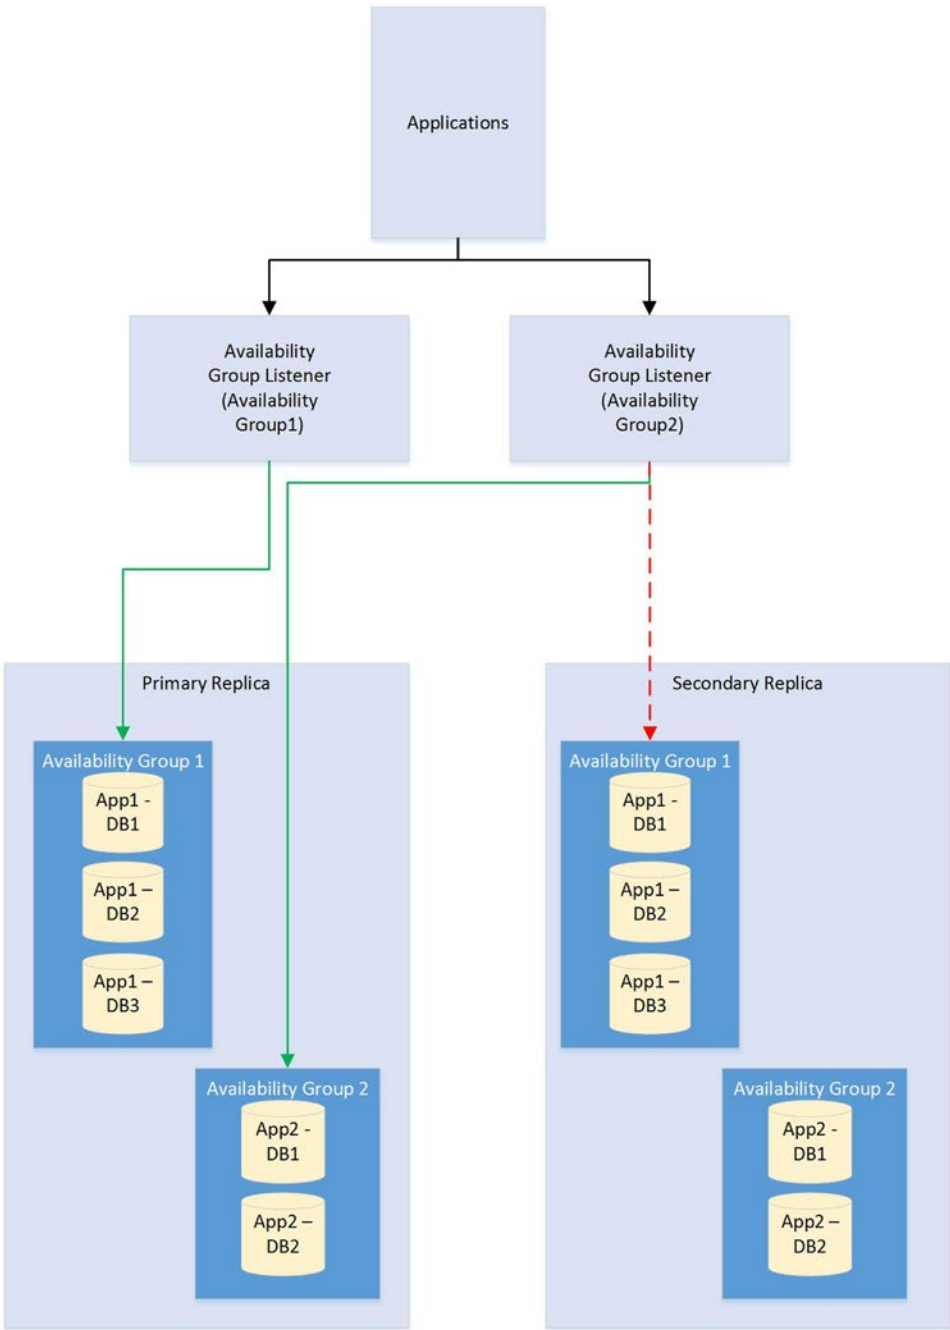 Applications
Availability
Group Listener
(Availability
Group1)
Availability
Group Listener
(Availability
Group2)
Primary Replica
Availability Group 1
App1 -
DB1
App1 –
DB2
App1 –
DB3
Availability Group 2
App2 -
DB1
App2 –
DB2
Secondary Replica
Availability Group 1
App1 -
DB1
App1 –
DB2
App1 –
DB3
Availability Group 2
App2 -
DB1
App2 –
DB2